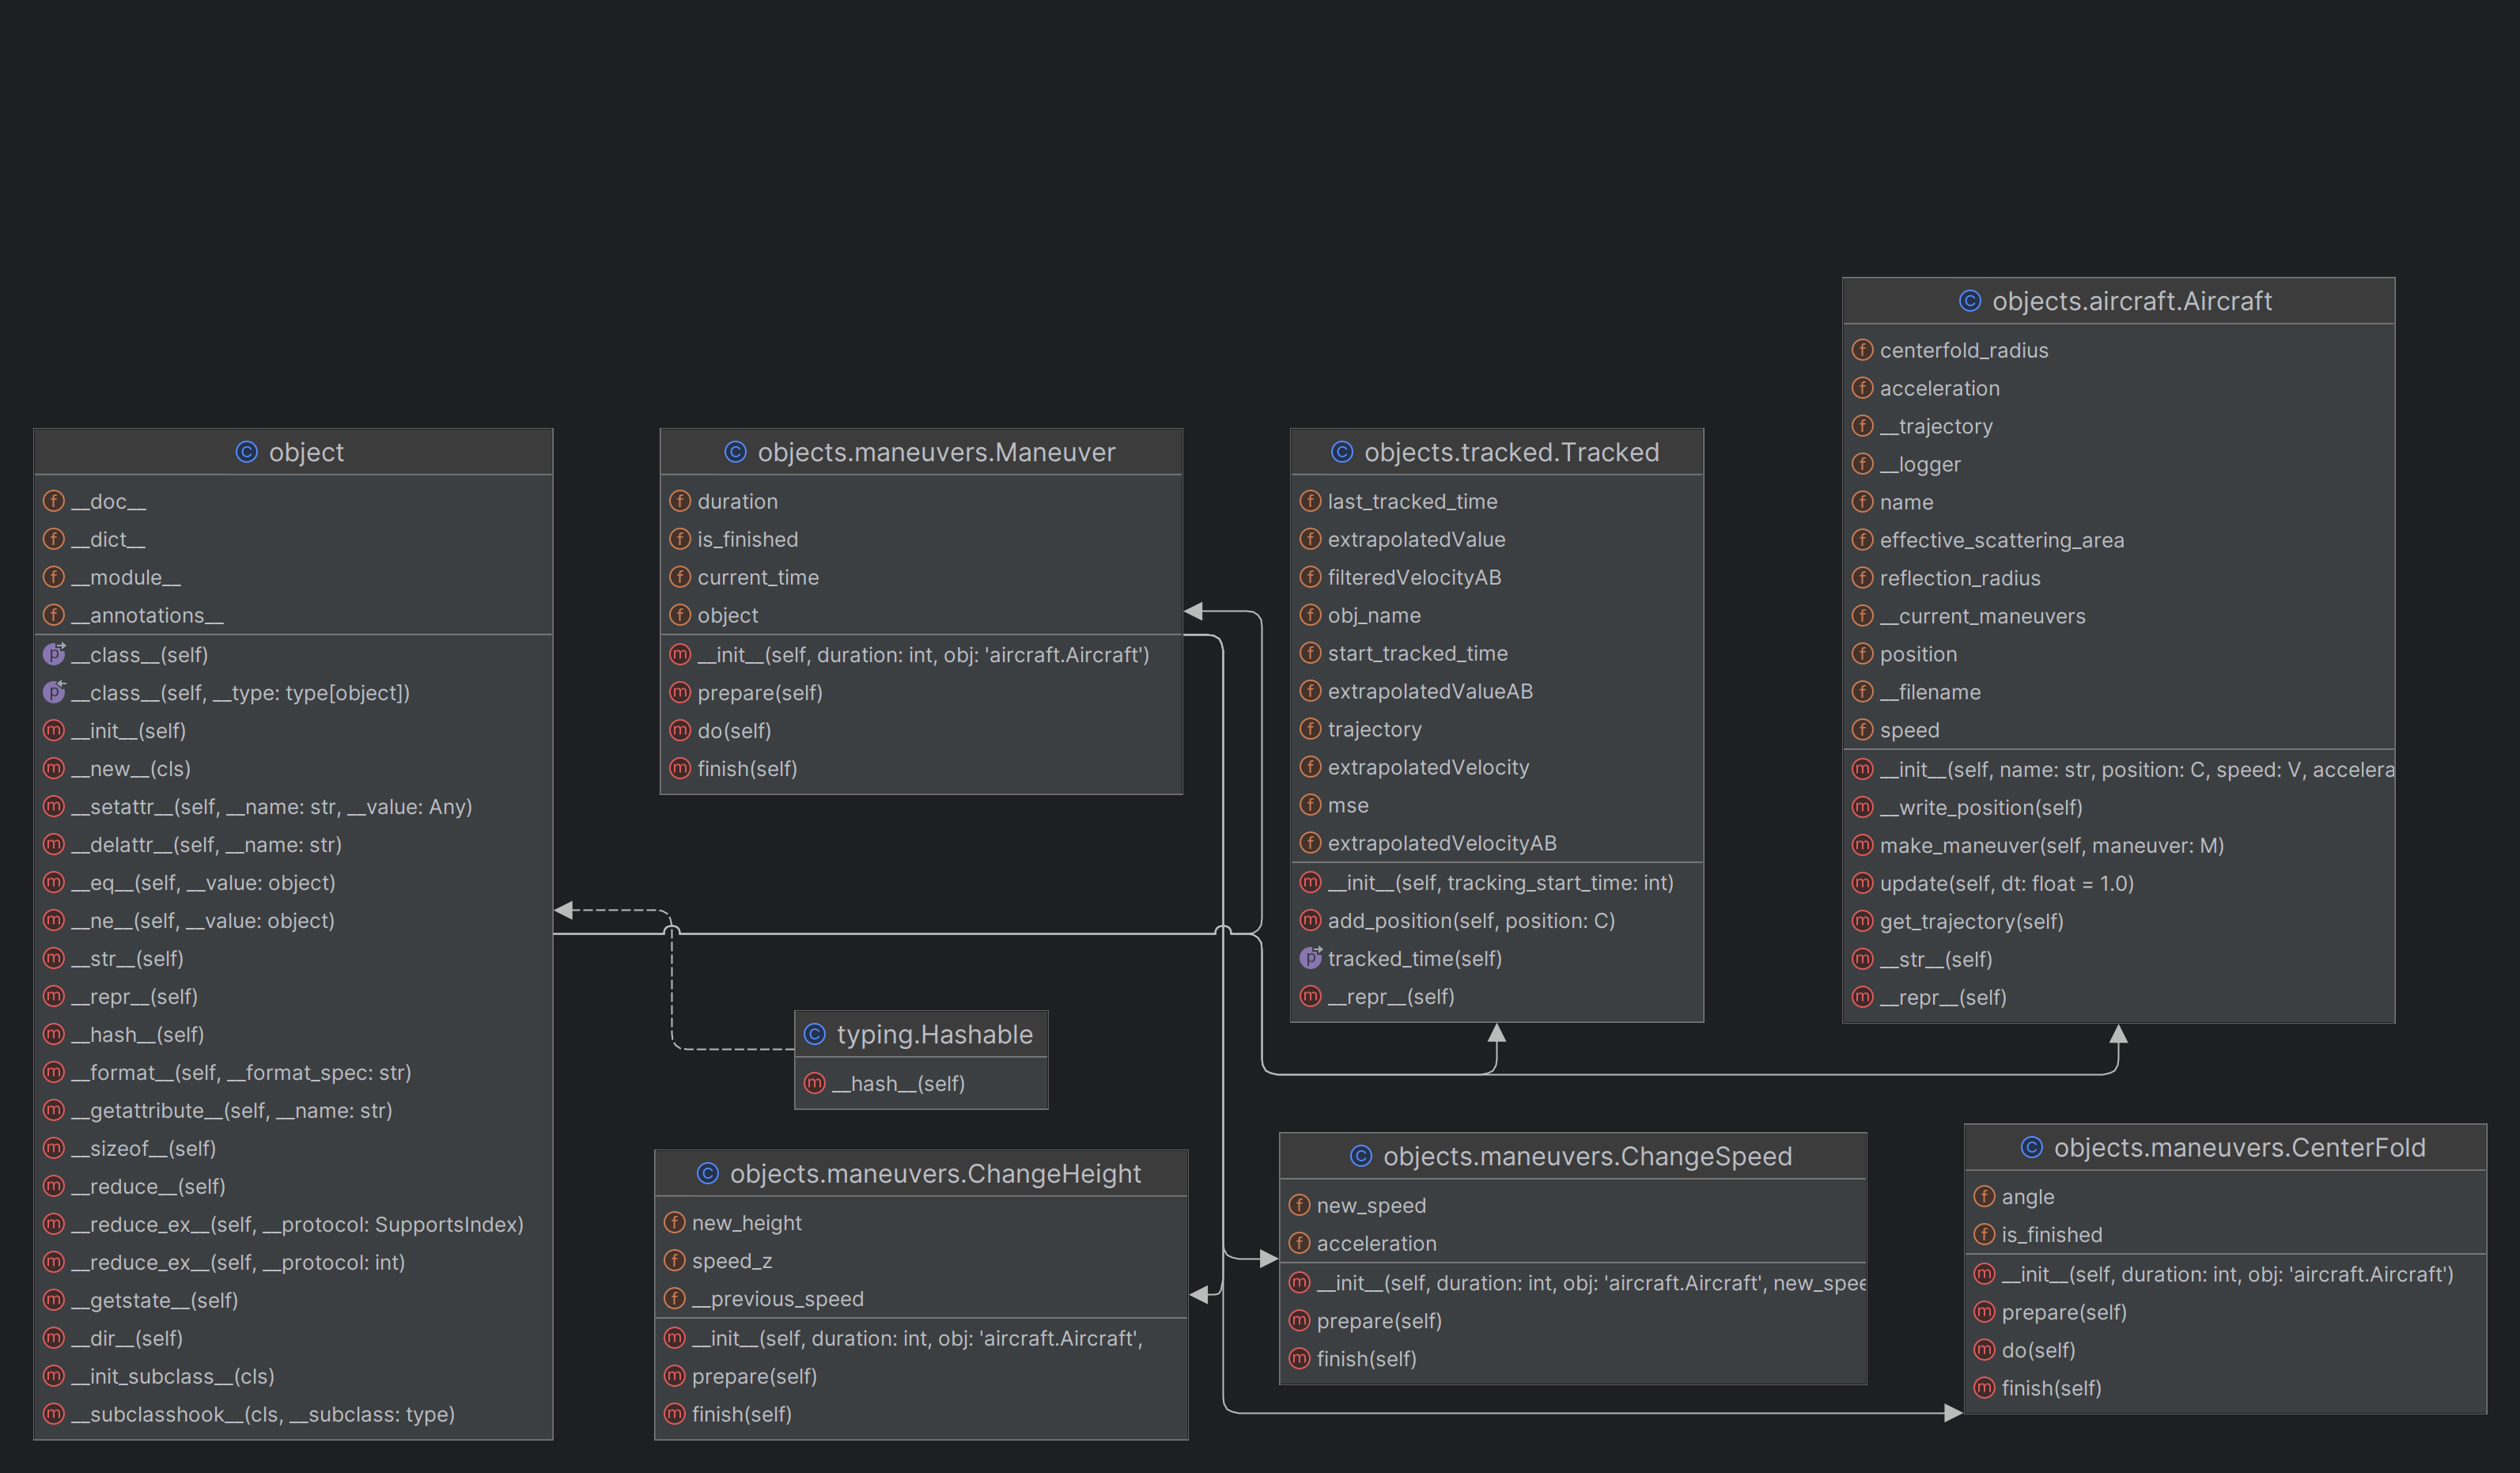 object
__doc__
__dict__
__module__
__annotations__
__class__(self)
__class__(self, __type: type[object])
__init__(self)
__new__(cls)
__setattr__(self, __name: str, __value: Any)
__delattr__(self, __name: str)
__eq__(self, __value: object)
__ne__(self, __value: object)
__str__(self)
__repr__(self)
__hash__(self)
__format__(self, __format_spec: str)
__getattribute__(self, __name: str)
__sizeof__(self)
__reduce__(self)
__reduce_ex__(self, __protocol: SupportsIndex)
__reduce_ex__(self, __protocol: int)
__getstate__(self)
__dir__(self)
__init_subclass__(cls)
__subclasshook__(cls, __subclass: type)
objects.maneuvers.Maneuver
duration
is_finished
current_time
object
__init__(self, duration: int, obj: 'aircraft.Aircraft')
prepare(self)
do(self)
finish(self)
objects.tracked.Tracked
last_tracked_time
extrapolatedValue
filteredVelocityAB
obj_name
start_tracked_time
extrapolatedValueAB
trajectory
extrapolatedVelocity
mse
extrapolatedVelocityAB
__init__(self, tracking_start_time: int)
add_position(self, position: C)
tracked_time(self)
__repr__(self)
objects.aircraft.Aircraft
centerfold_radius
acceleration
__trajectory
__logger
name
effective_scattering_area
reflection_radius
__current_maneuvers
position
__filename
speed
__init__(self, name: str, position: C, speed: V, accelera
__write_position(self)
make_maneuver(self, maneuver: M)
update(self, dt: float = 1.0)
get_trajectory(self)
__str__(self)
__repr__(self)
typing.Hashable
__hash__(self)
objects.maneuvers.ChangeHeight
new_height
speed_z
__previous_speed
__init__(self, duration: int, obj: 'aircraft.Aircraft',
prepare(self)
finish(self)
objects.maneuvers.ChangeSpeed
new_speed
acceleration
__init__(self, duration: int, obj: 'aircraft.Aircraft', new_spee
prepare(self)
finish(self)
objects.maneuvers.CenterFold
angle
is_finished
__init__(self, duration: int, obj: 'aircraft.Aircraft')
prepare(self)
do(self)
finish(self)